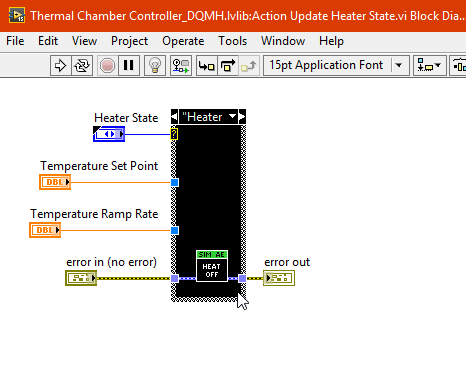 Thermal Chamber Controller_DQMH.lvlib:Action Update Heater State.vi Block Dia...
File Edit View Project Operate Tools Window Help
15pt Application Font
Heater State
"Heater
?
Temperature Set Point
DBL
Temperature Ramp Rate
DBL
error in (no error)
SIM AE
HEAT
OFF
error out